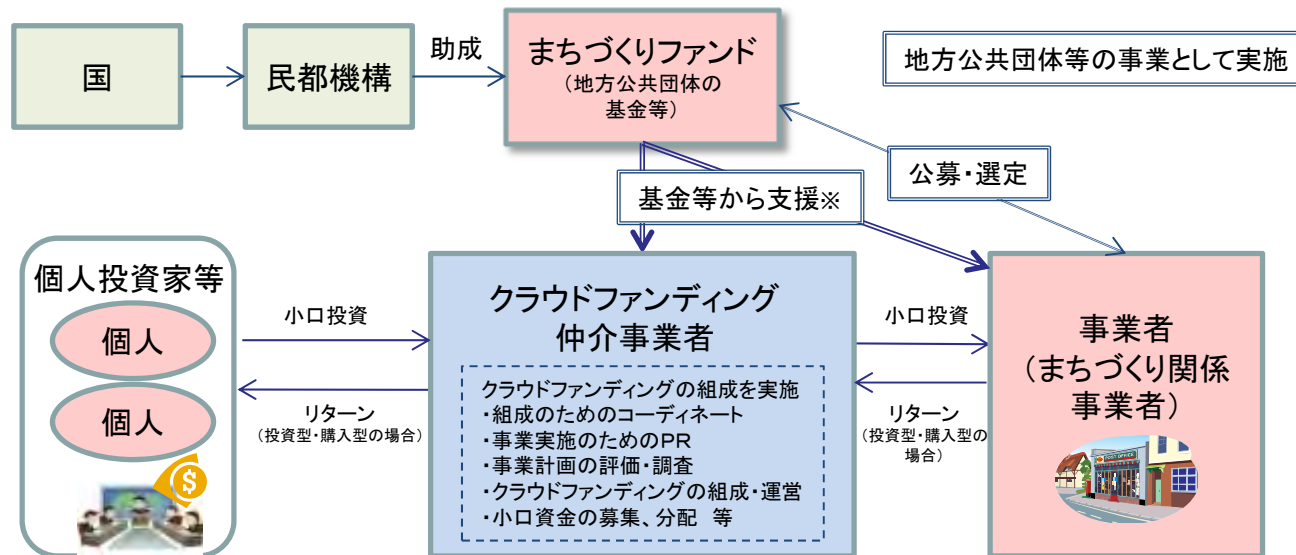 国
民都機構
助成
まちづくりファンド
（地方公共団体の
基金等）
地方公共団体等の事業として実施
公募・選定
基金等から支援※
個人投資家等
個人
個人
小口投資
リターン
（投資型・購入型の場合）
クラウドファンディング
仲介事業者
クラウドファンディングの組成を実施
・組成のためのコーディネート
・事業実施のためのPR
・事業計画の評価・調査
・クラウドファンディングの組成・運営
・小口資金の募集、分配　等
小口投資
リターン
（投資型・購入型の
場合）
事業者
（まちづくり関係
事業者）
POST OFFICE
$